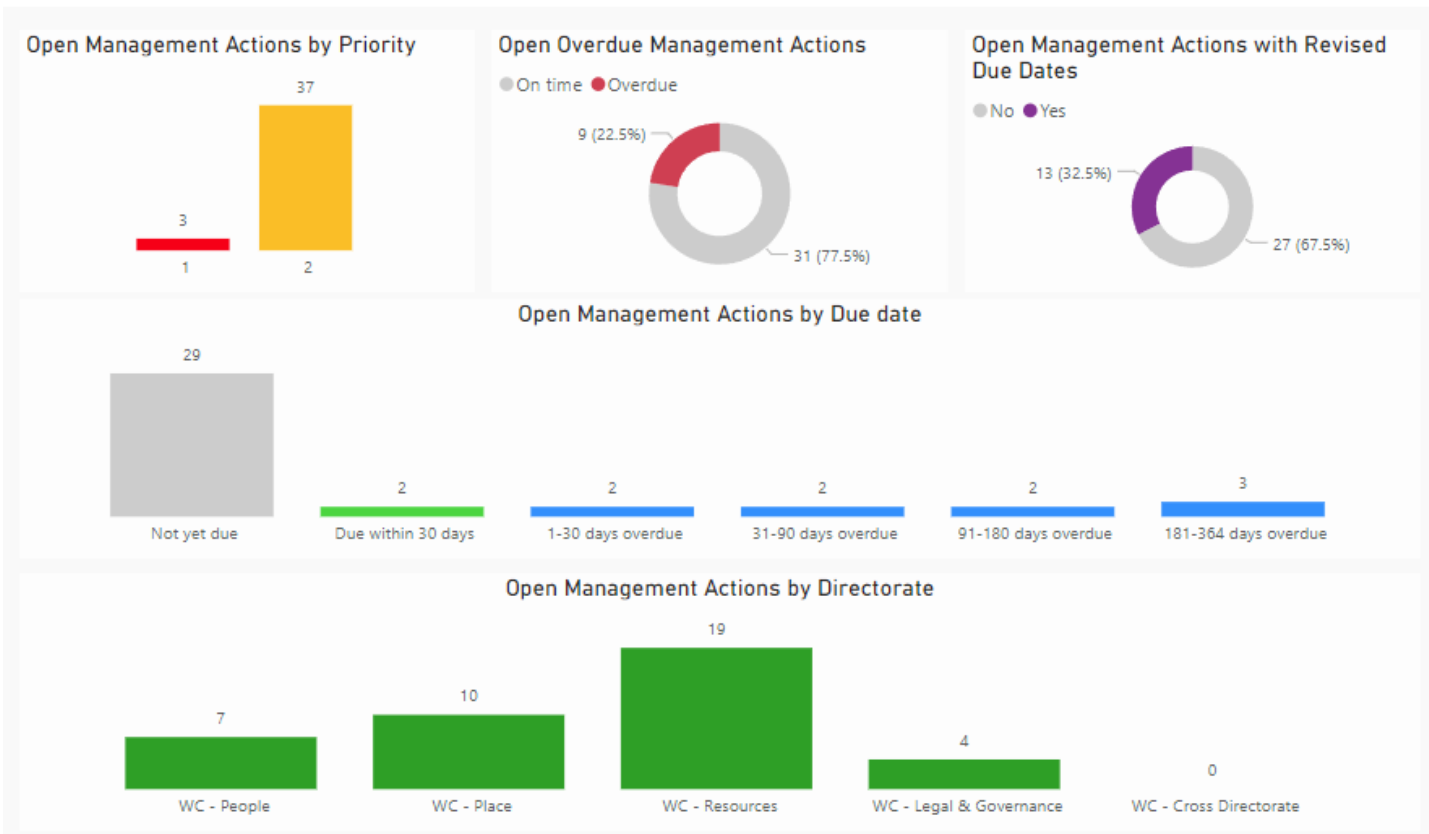 Open Management Actions by Priority
37
3
1
2
Open Overdue Management Actions
On time Overdue
9 (22.5%)
31 (77.5%)
Open Management Actions with Revised
Due Dates
No Yes
13 (32.5%)
27 (67.5%)
Open Management Actions by Due date
29
2
2
2
2
3
Not yet due
Due within 30 days
1-30 days overdue
31-90 days overdue
91-180 days overdue
181-364 days overdue
Open Management Actions by Directorate
7
10
19
4
0
WC - People
WC - Place
WC - Resources
WC - Legal & Governance
WC - Cross Directorate